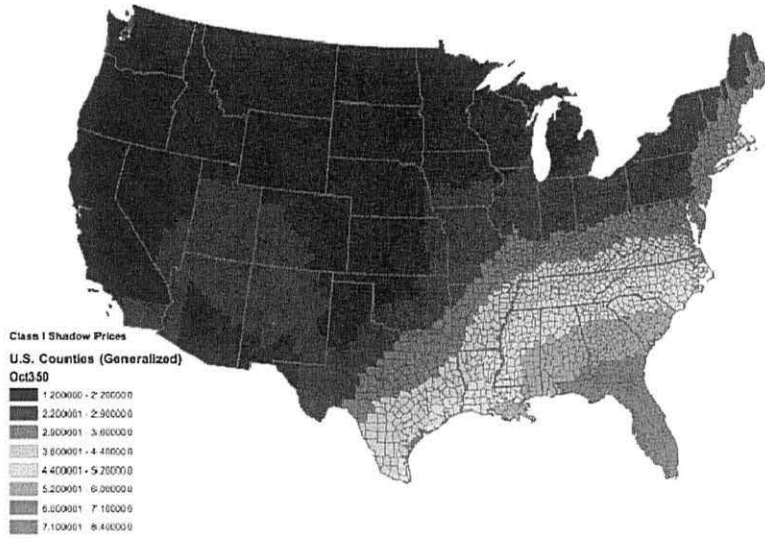 Class I Shadow Prices
U.S. Counties (Generalized)
Oct350
1.200000 - 2.200000
2.200001 - 2.900000
2.900001 - 3.600000
3.600001 - 4.400000
4.400001 - 5.200000
5.200001 - 6.000000
6.000001 - 7.100000
7.100001 - 8.400000